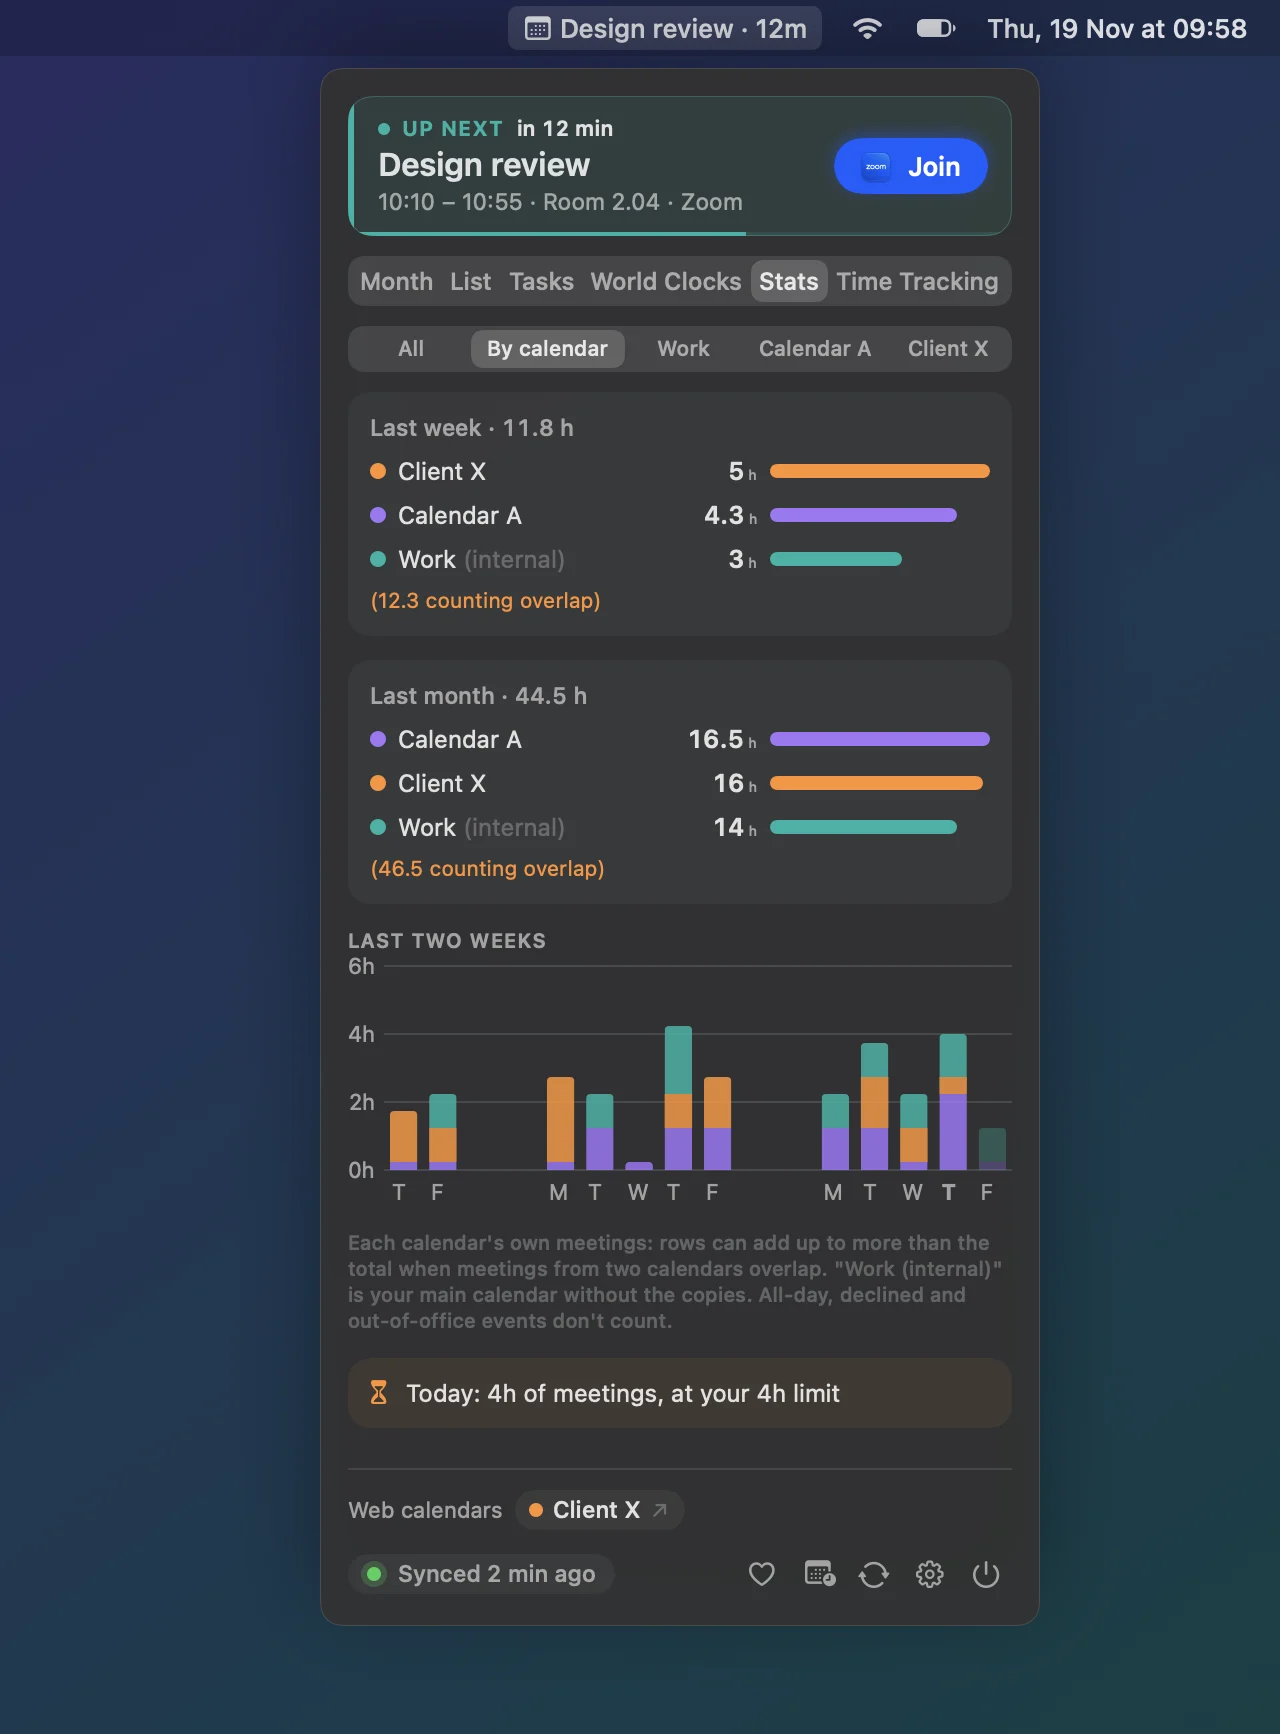 Design review · 12m
Thu, 19 Nov at 09:58
UP NEXT in 12 min
Design review
10:10 – 10:55 · Room 2.04 · Zoom
zoom
Join
Month List Tasks World Clocks Stats Time Tracking
All By calendar Work Calendar A Client X
Last week · 11.8 h
Client X 5 h
Calendar A 4.3 h
Work (internal) 3 h
(12.3 counting overlap)
Last month · 44.5 h
Calendar A 16.5 h
Client X 16 h
Work (internal) 14 h
(46.5 counting overlap)
LAST TWO WEEKS
6h
4h
2h
0h
T F M T W T F M T W T F
Each calendar's own meetings: rows can add up to more than the
total when meetings from two calendars overlap. "Work (internal)"
is your main calendar without the copies. All-day, declined and
out-of-office events don't count.
Today: 4h of meetings, at your 4h limit
Web calendars Client X
Synced 2 min ago